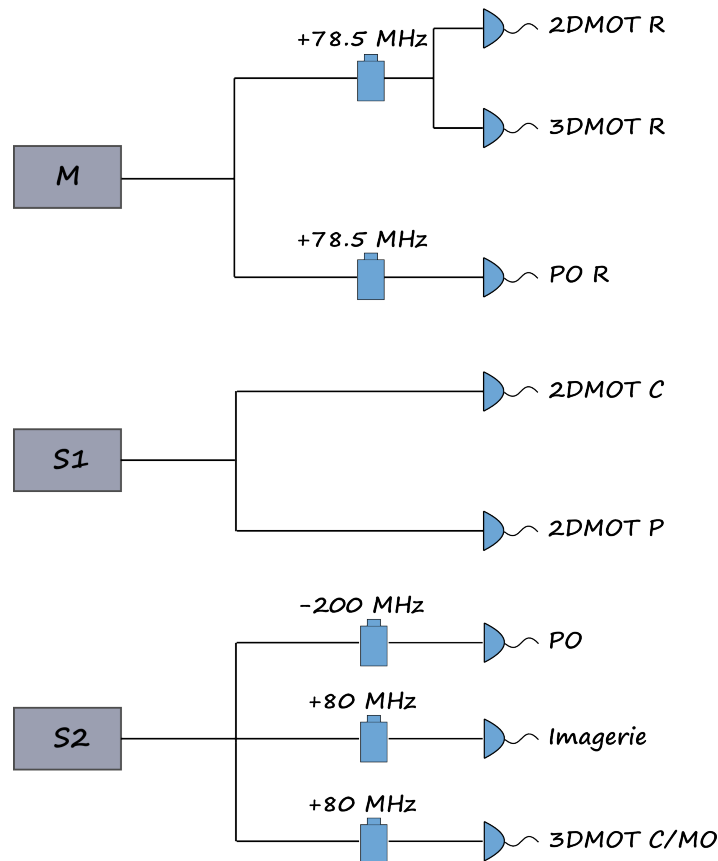 2DMOT R
+78.5 MHz
3DMOT R
M
+78.5 MHz
PO R
2DMOT C
S1
2DMOT P
-200 MHz
PO
+80 MHz
S2
Imagerie
+80 MHz
3DMOT C/MO